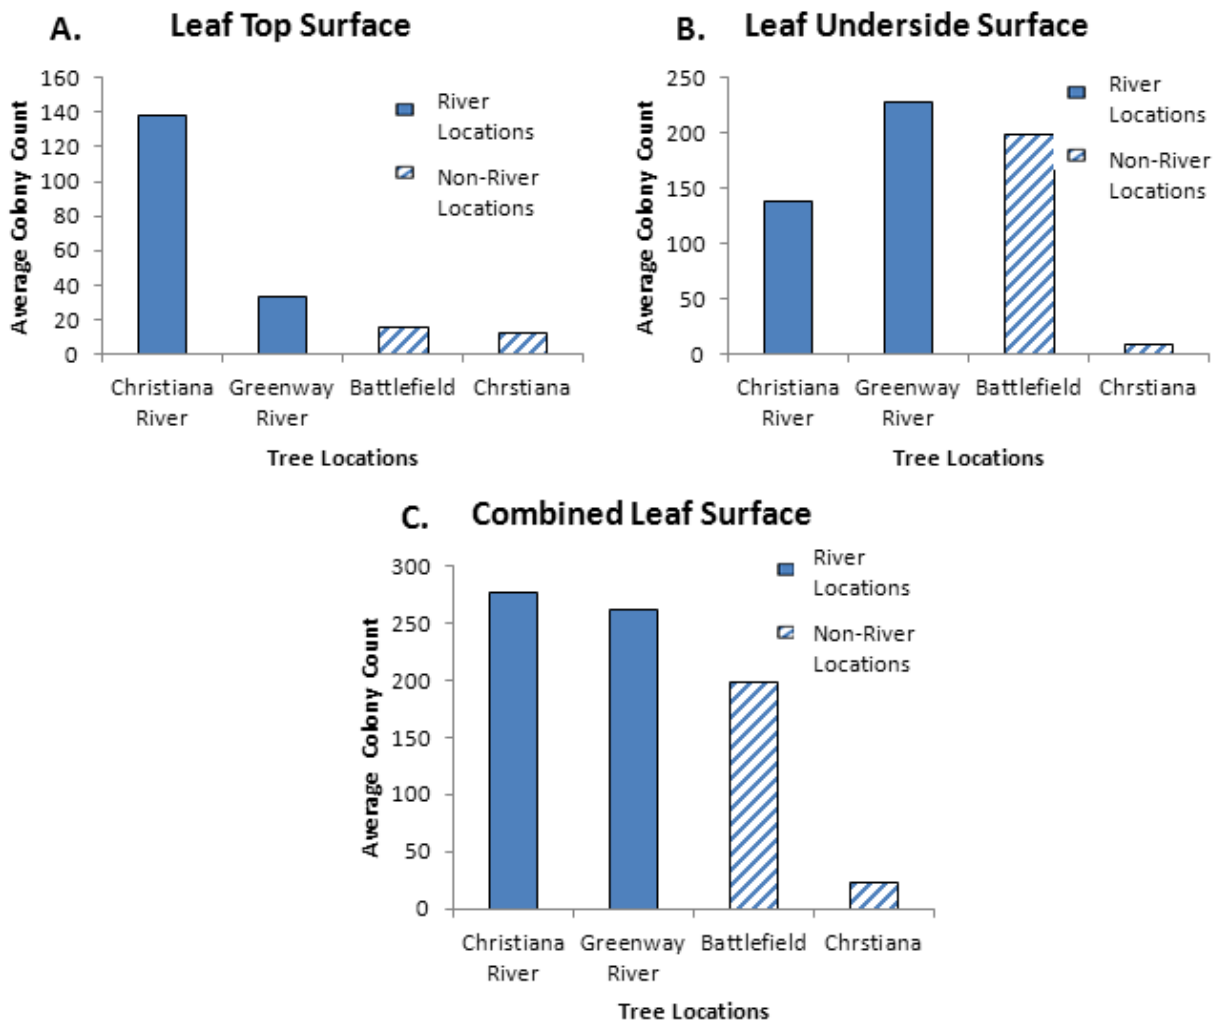 A. Leaf Top Surface
Average Colony Count
160
140
120
100
80
60
40
20
0
River
Locations
Non-River
Locations
Christiana Greenway Battlefield Chrstiana
River River
Tree Locations
B. Leaf Underside Surface
Average Colony Count
250
200
150
100
50
0
River
Locations
Non-River
Locations
Christiana Greenway Battlefield Chrstiana
River River
Tree Locations
C. Combined Leaf Surface
Average Colony Count
300
250
200
150
100
50
0
River
Locations
Non-River
Locations
Christiana Greenway Battlefield Chrstiana
River River
Tree Locations